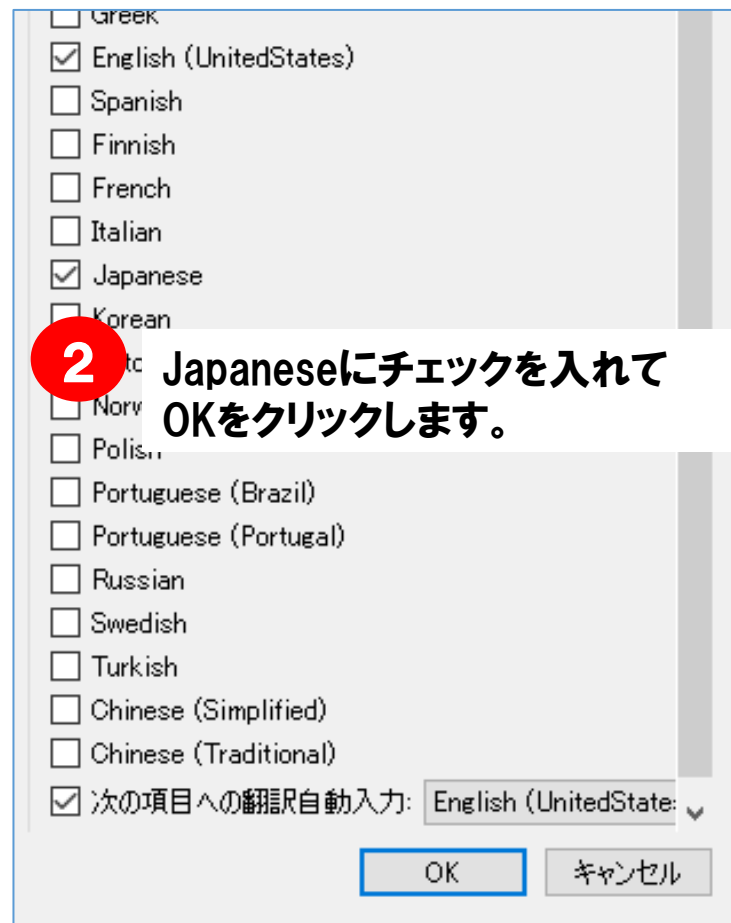 Greek
English (UnitedStates)
Spanish
Finnish
French
Italian
Japanese
Korean
2
Japaneseにチェックを入れて
OKをクリックします。
Polish
Portuguese (Brazil)
Portuguese (Portugal)
Russian
Swedish
Turkish
Chinese (Simplified)
Chinese (Traditional)
次の項目への翻訳自動入力: English (UnitedState
OK キャンセル